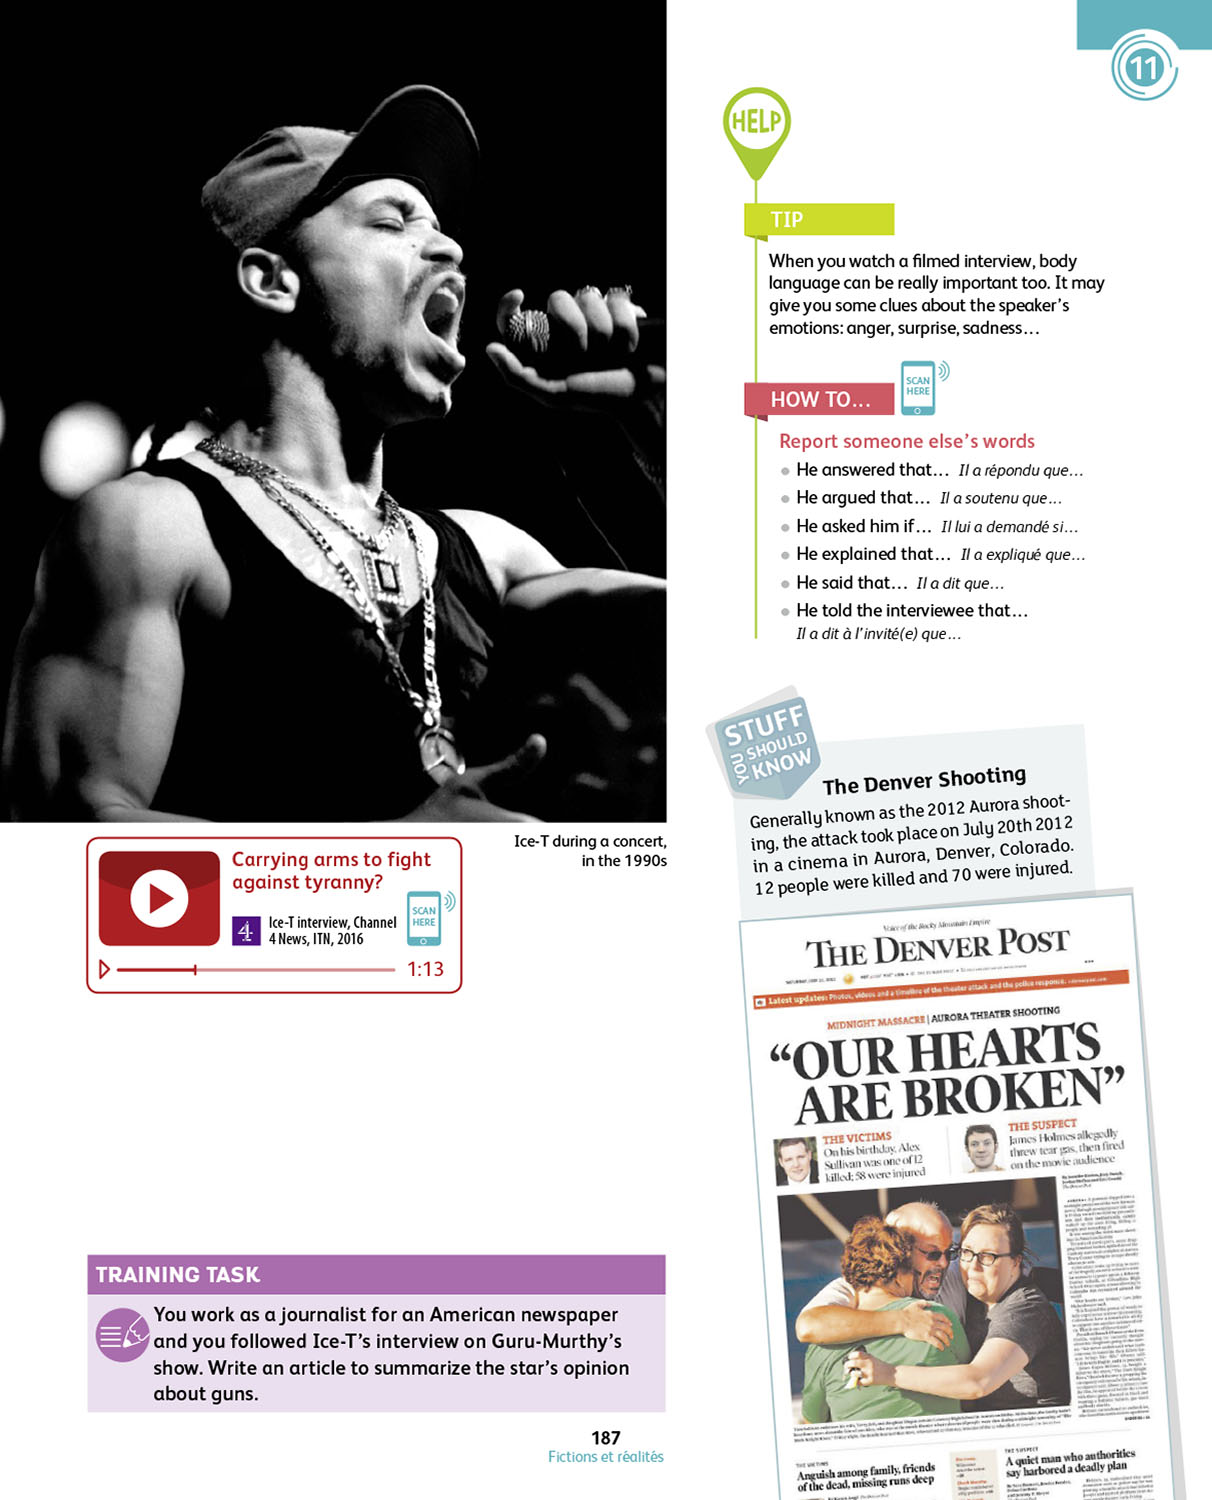 11
HELP
TIP
When you watch a filmed interview, body
language can be really important too. It may
give you some clues about the speaker's
emotions: anger, surprise, sadness...
HOW TO...
SCAN
HERE
Report someone else's words
He answered that... Il a répondu que...
He argued that... Il a soutenu que...
He asked him if... Il lui a demandé si...
He explained that... Il a expliqué que...
He said that... Il a dit que...
He told the interviewee that...
Il a dit à l'invité(e) que...
Ice-T during a concert,
in the 1990s
Carrying arms to fight
against tyranny?
4
Ice-T interview, Channel
4 News, ITN, 2016
SCAN
HERE
1:13
STUFF
YOU SHOULD
KNOW
The Denver Shooting
Generally known as the 2012 Aurora shoot-
ing, the attack took place on July 20th 2012
in a cinema in Aurora, Denver, Colorado.
12 people were killed and 70 were injured.
Voice of the Rocky Mountain Empire
THE DENVER POST
Latest updates: Photos, videos and a timeline of the theater attack and the police response.
MIDNIGHT MASSACRE | AURORA THEATER SHOOTING
"OUR HEARTS
ARE BROKEN"
THE VICTIMS
On his birthday, Alex
Sullivan was one of 12
killed; 58 were injured
THE SUSPECT
James Holmes allegedly
threw tear gas, then fired
on the movie audience
THE VICTIMS
Anguish among family, friends
of the dead, missing runs deep
THE SUSPECT
A quiet man who authorities
say harbored a deadly plan
TRAINING TASK
You work as a journalist for an American newspaper
and you followed Ice-T's interview on Guru-Murthy's
show. Write an article to summarize the star's opinion
about guns.
187
Fictions et réalités